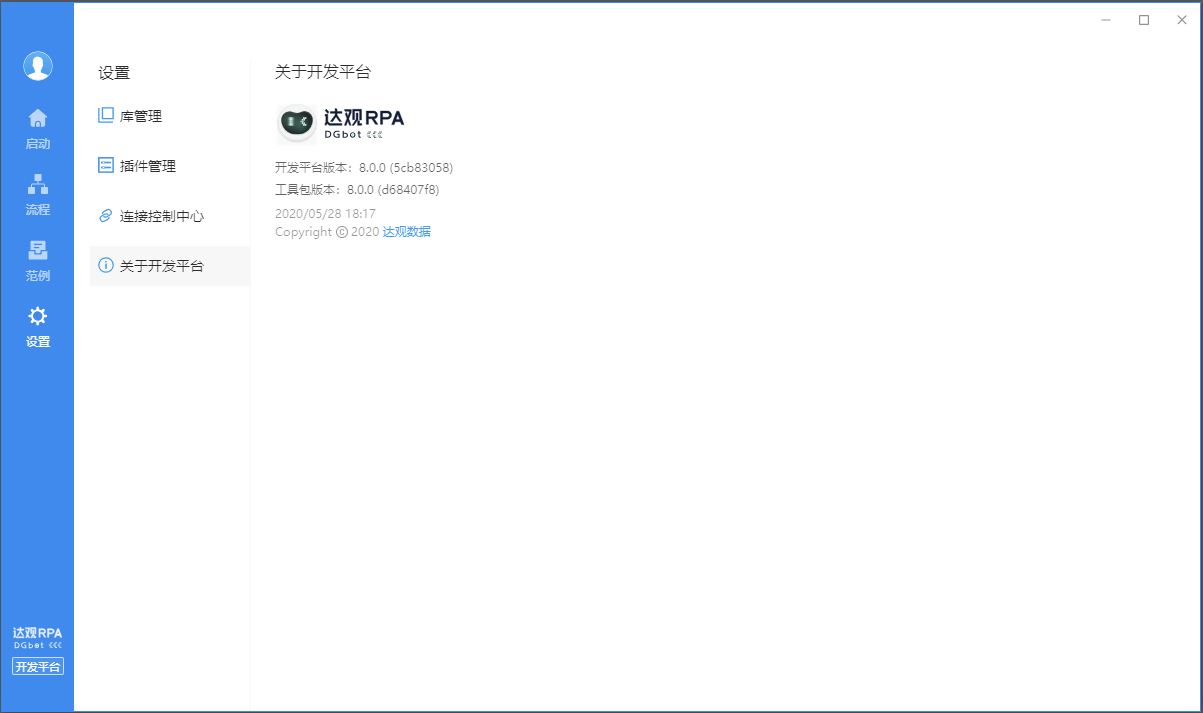 启动
流程
范例
设置
达观RPA
DGbot
开发平台
设置
库管理
插件管理
连接控制中心
关于开发平台
关于开发平台
达观RPA
DGbot
开发平台版本：8.0.0 (5cb83058)
工具包版本：8.0.0 (d68407f8)
2020/05/28 18:17
Copyright © 2020 达观数据